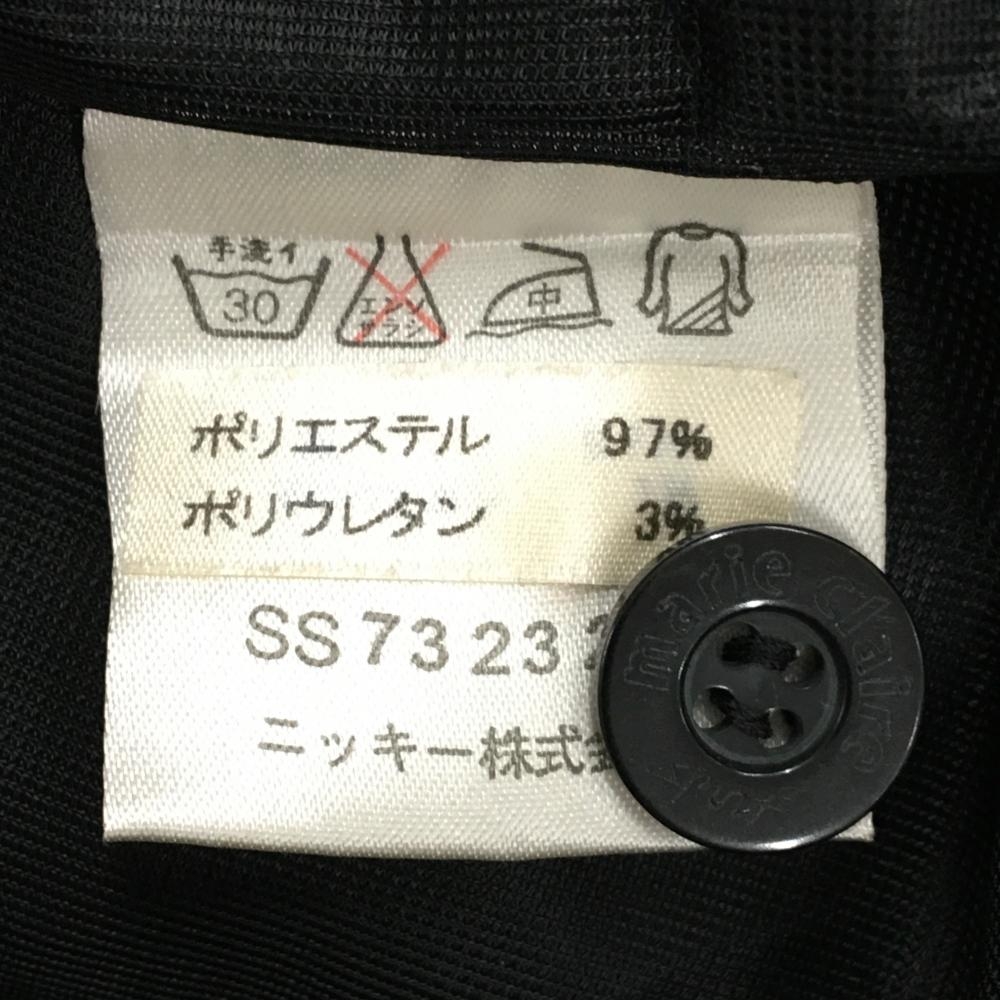 手洗イ
30
エンソ
サラシ
中
ポリエステル 97%
ポリウレタン 3%
SS7323
ニッキー株式
marie claire